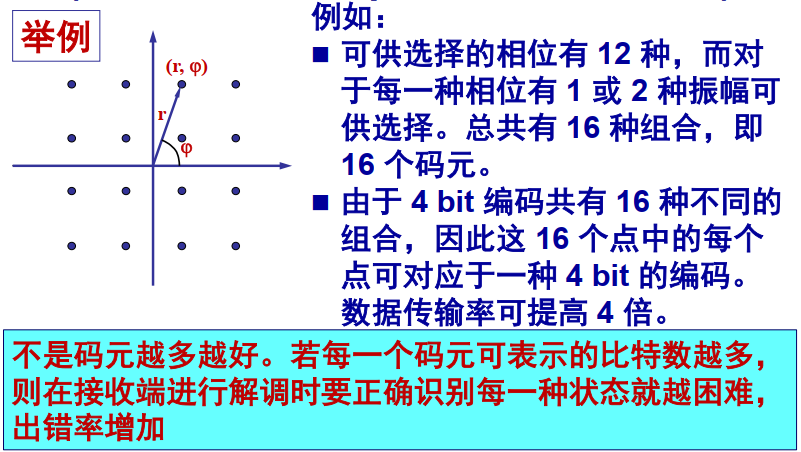 举例
(r, φ)
r
φ
例如：
■ 可供选择的相位有 12 种，而对
于每一种相位有 1 或 2 种振幅可
供选择。总共有 16 种组合，即
16 个码元。
■ 由于 4 bit 编码共有 16 种不同的
组合，因此这 16 个点中的每个
点可对应于一种 4 bit 的编码。
数据传输率可提高 4 倍。
不是码元越多越好。若每一个码元可表示的比特数越多，
则在接收端进行解调时要正确识别每一种状态就越困难，
出错率增加